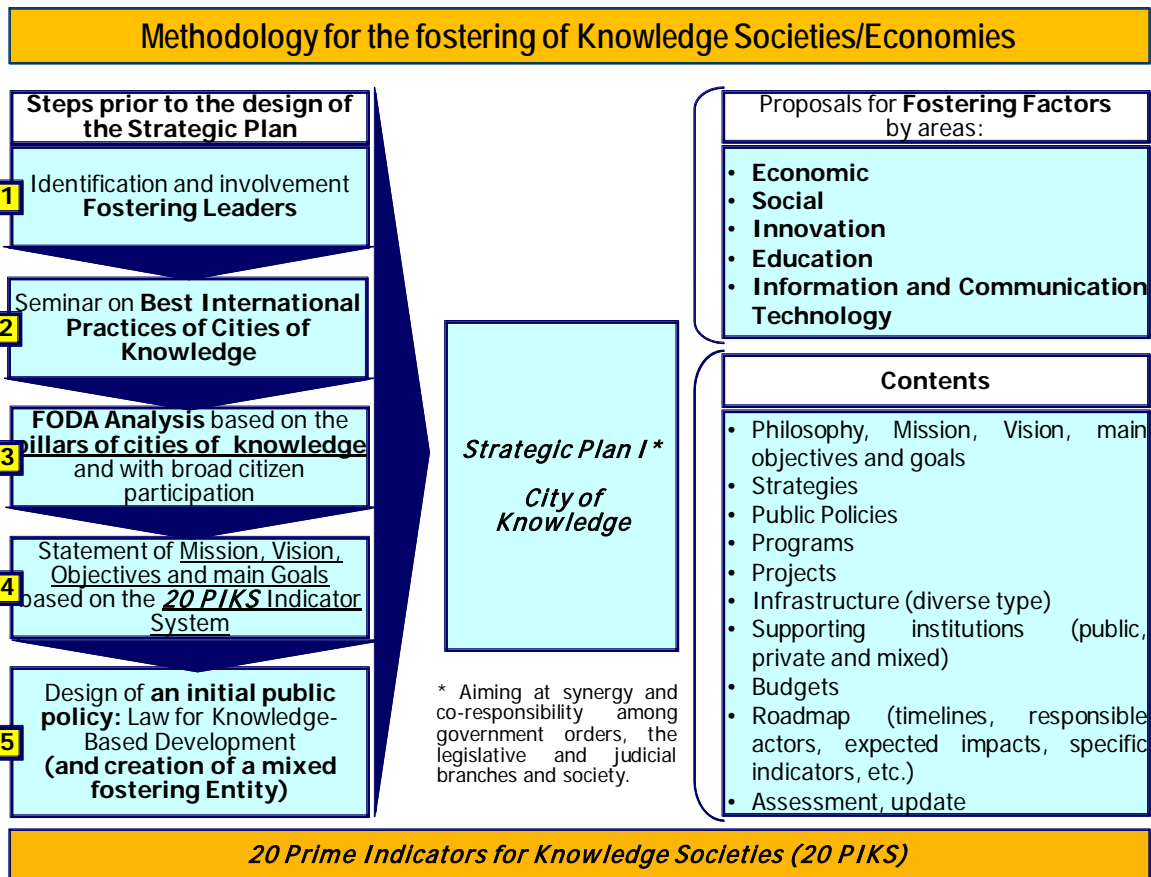 Methodology for the fostering of Knowledge Societies/Economies
Steps prior to the design of
the Strategic Plan
1
Identification and involvement
Fostering Leaders
2
Seminar on Best International
Practices of Cities of
Knowledge
3
FODA Analysis based on the
pillars of cities of knowledge
and with broad citizen
participation
4
Statement of Mission, Vision,
Objectives and main Goals
based on the 20 PIKS Indicator
System
5
Design of an initial public
policy: Law for Knowledge-
Based Development
(and creation of a mixed
fostering Entity)
Strategic Plan I*
City of
Knowledge
* Aiming at synergy and
co-responsibility among
government orders, the
legislative and judicial
branches and society.
Proposals for Fostering Factors
by areas:
• Economic
• Social
• Innovation
• Education
• Information and Communication
Technology
Contents
• Philosophy, Mission, Vision, main
objectives and goals
• Strategies
• Public Policies
• Programs
• Projects
• Infrastructure (diverse type)
• Supporting institutions (public,
private and mixed)
• Budgets
• Roadmap (timelines, responsible
actors, expected impacts, specific
indicators, etc.)
• Assessment, update
20 Prime Indicators for Knowledge Societies (20 PIKS)